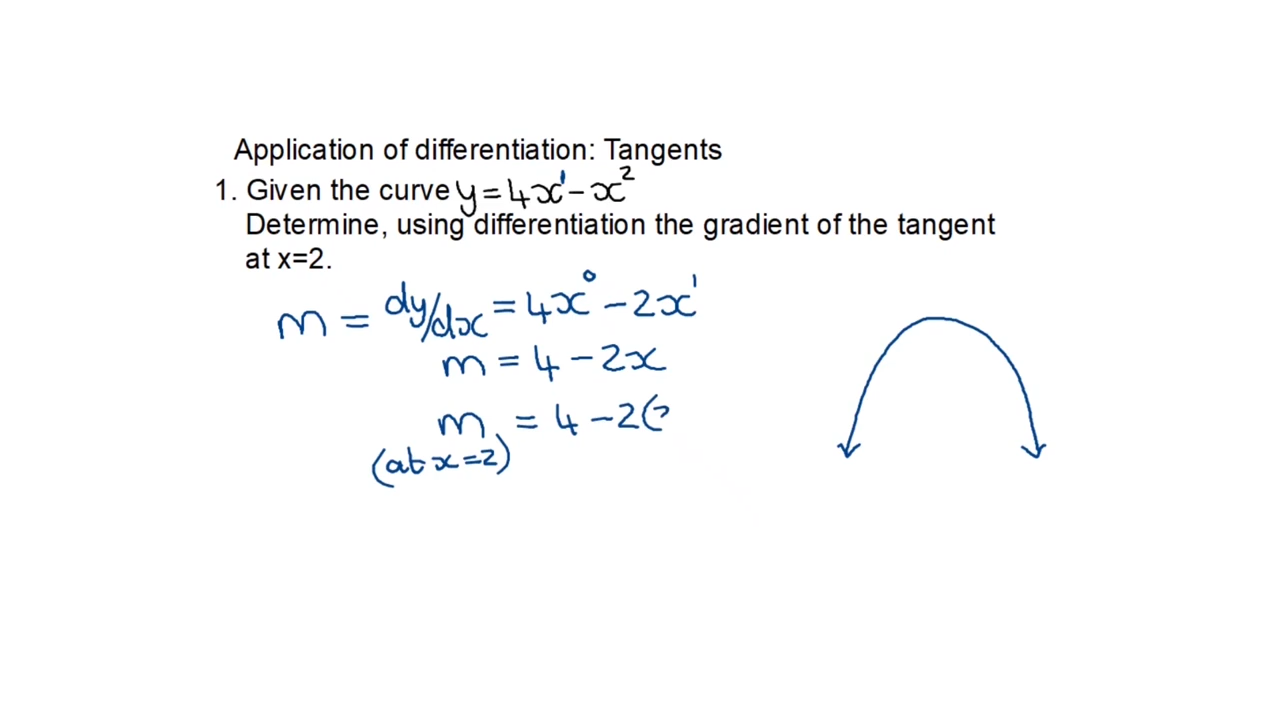 Application of differentiation: Tangents
1. Given the curve y = 4x¹ - x²
Determine, using differentiation the gradient of the tangent
at x=2.
m = dy/dx = 4x⁰ - 2x¹
m = 4 - 2x
m = 4 - 2(2
(at x=2)